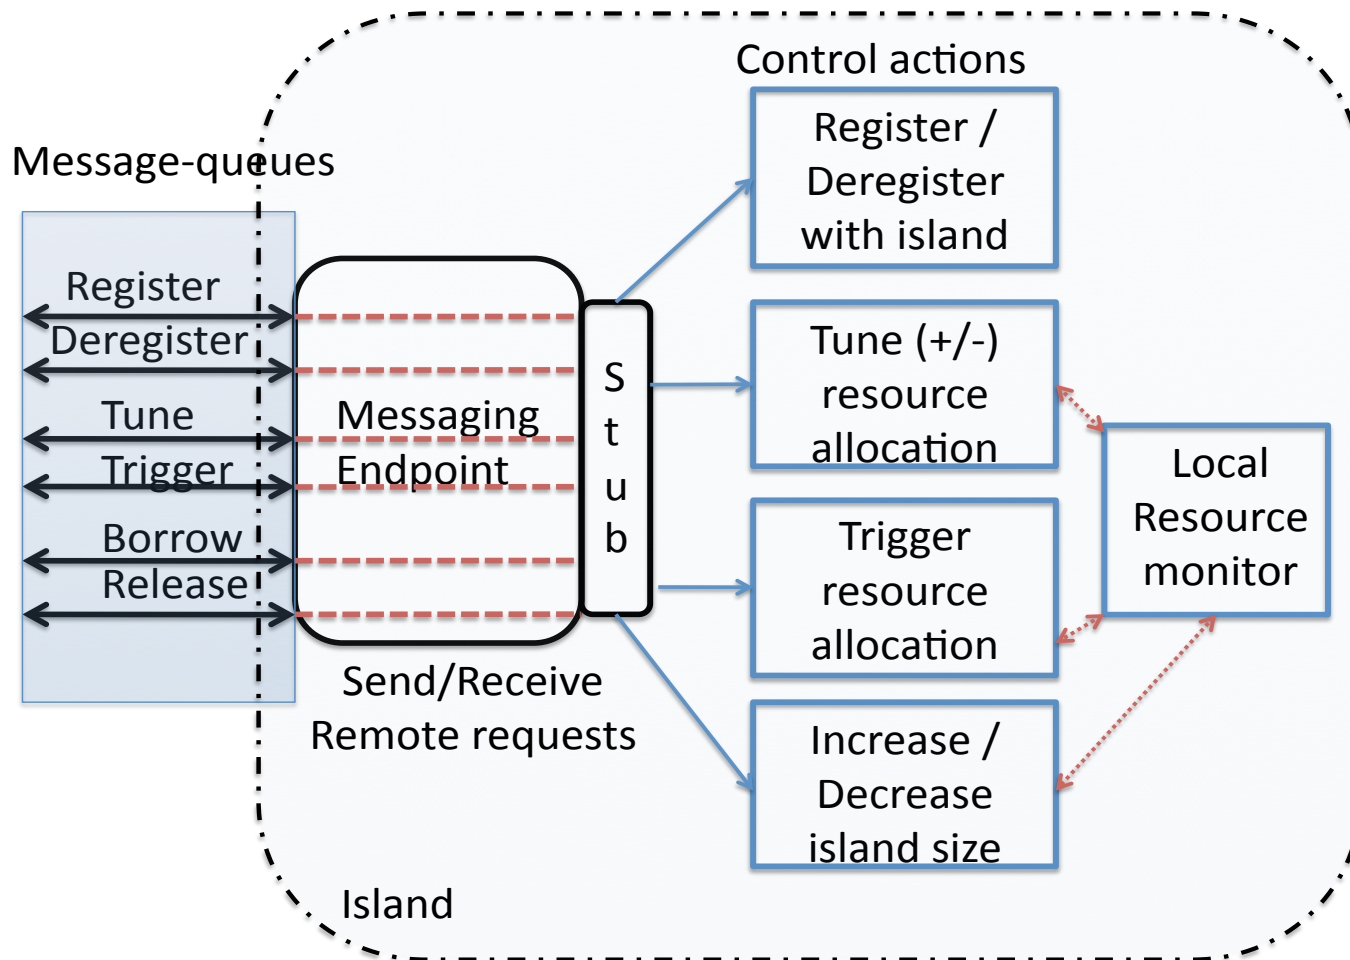 Message-queues
Register
Deregister
Tune
Trigger
Borrow
Release
Messaging
Endpoint
Send/Receive
Remote requests
S
t
u
b
Control actions
Register /
Deregister
with island
Tune (+/-)
resource
allocation
Trigger
resource
allocation
Increase /
Decrease
island size
Local
Resource
monitor
Island